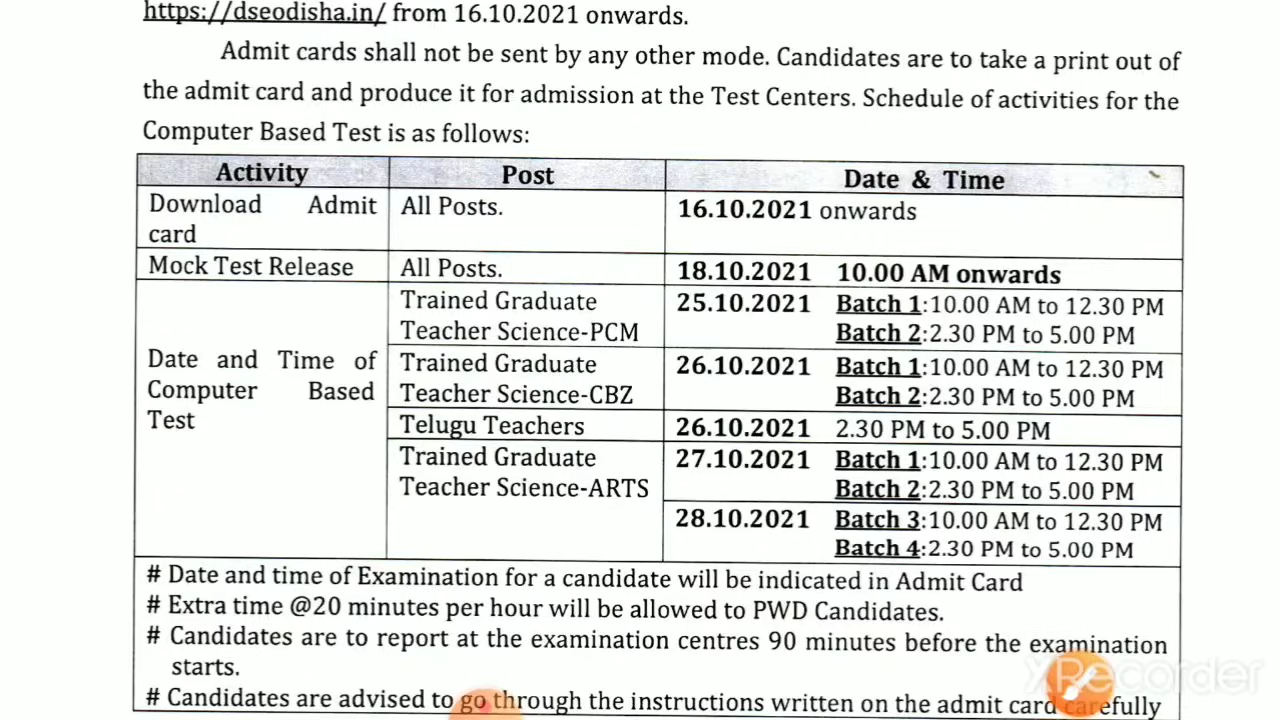 https://dseodisha.in/ from 16.10.2021 onwards.
Admit cards shall not be sent by any other mode. Candidates are to take a print out of
the admit card and produce it for admission at the Test Centers. Schedule of activities for the
Computer Based Test is as follows:
Activity Post Date & Time
Download Admit All Posts. 16.10.2021 onwards
card
Mock Test Release All Posts. 18.10.2021 10.00 AM onwards
Trained Graduate 25.10.2021 Batch 1:10.00 AM to 12.30 PM
Teacher Science-PCM Batch 2:2.30 PM to 5.00 PM
Date and Time of Trained Graduate 26.10.2021 Batch 1:10.00 AM to 12.30 PM
Computer Based Teacher Science-CBZ Batch 2:2.30 PM to 5.00 PM
Test Telugu Teachers 26.10.2021 2.30 PM to 5.00 PM
Trained Graduate 27.10.2021 Batch 1:10.00 AM to 12.30 PM
Teacher Science-ARTS Batch 2:2.30 PM to 5.00 PM
28.10.2021 Batch 3:10.00 AM to 12.30 PM
Batch 4:2.30 PM to 5.00 PM
# Date and time of Examination for a candidate will be indicated in Admit Card
# Extra time @20 minutes per hour will be allowed to PWD Candidates.
# Candidates are to report at the examination centres 90 minutes before the examination
starts.
# Candidates are advised to go through the instructions written on the admit card carefully
XRecorder